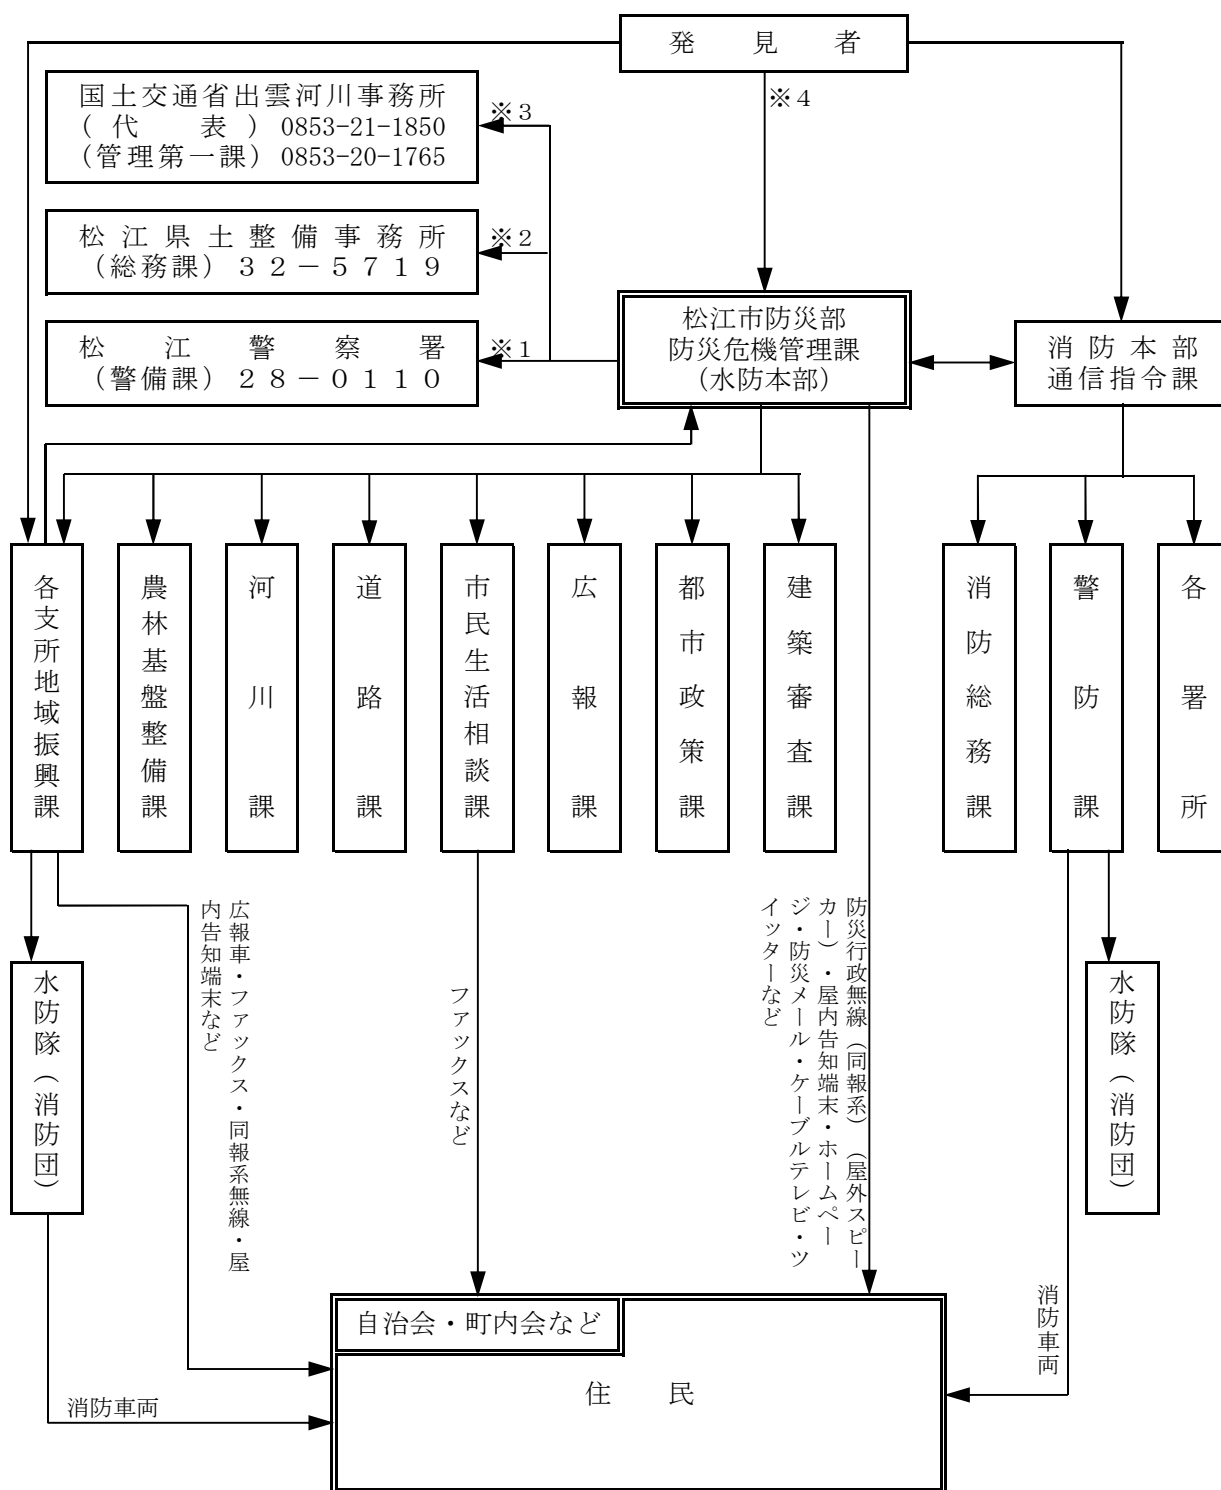 発見者
国土交通省出雲河川事務所
(代表) 0853-21-1850
(管理第一課) 0853-20-1765
※3
※4
松江県土整備事務所
(総務課) 32-5719
※2
松江警察署
(警備課) 28-0110
※1
松江市防災部
防災危機管理課
(水防本部)
消防本部
通信指令課
各支所地域振興課
農林基盤整備課
河川課
道路課
市民生活相談課
広報課
都市政策課
建築審査課
消防総務課
警防課
各署所
水防隊(消防団)
広報車・ファックス・同報系無線・屋
内告知端末など
ファックスなど
防災行政無線(同報系)(屋外スピー
カー)・屋内告知端末・ホームペー
ジ・防災メール・ケーブルテレビ・ツ
イッターなど
水防隊(消防団)
消防車両
自治会・町内会など
住民
消防車両